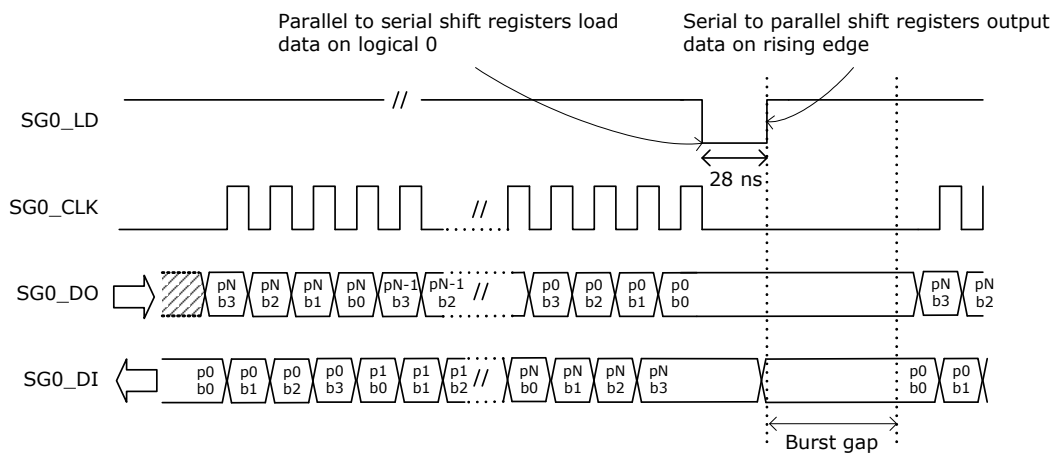 Parallel to serial shift registers load
data on logical 0
Serial to parallel shift registers output
data on rising edge
//
SG0_LD
28 ns
SG0_CLK
//
SG0_DO
pN pN pN pN pN-1 pN-1 // p0 p0 p0 p0 pN pN
b3 b2 b1 b0 b3 b2 b3 b2 b1 b0 b3 b2
SG0_DI
p0 p0 p0 p0 p1 p1 p1 // pN pN pN pN p0 p0
b0 b1 b2 b3 b0 b1 b2 b0 b1 b2 b3 b0 b1
Burst gap